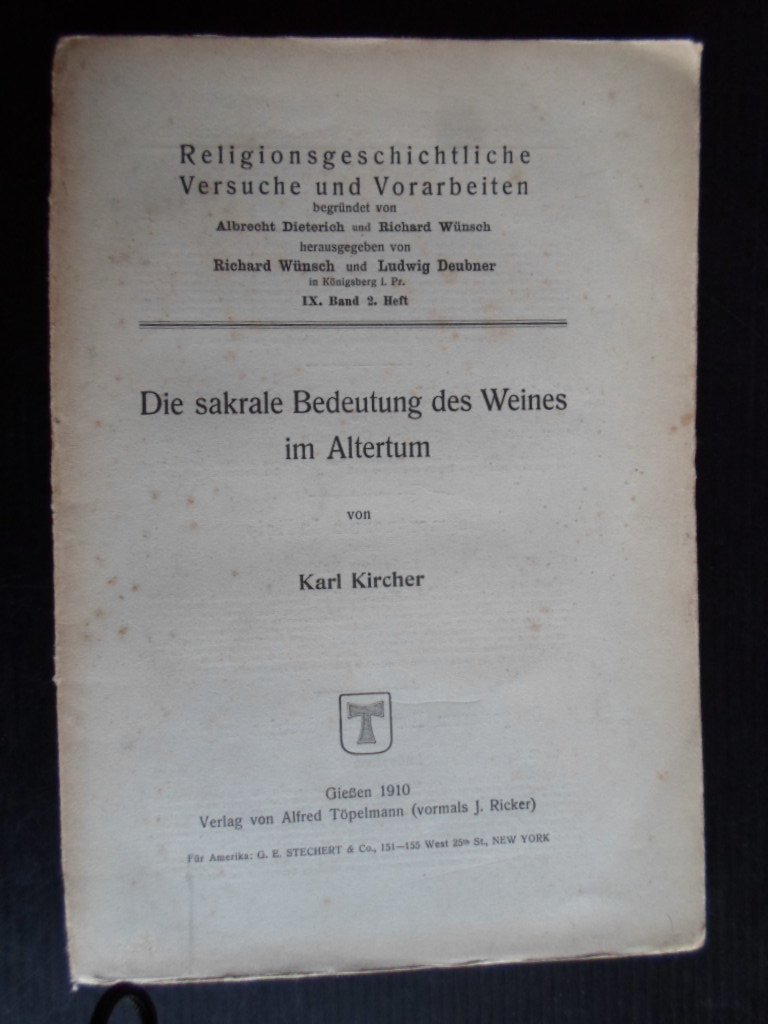 Religionsgeschichtliche
Versuche und Vorarbeiten
begründet von
Albrecht Dieterich und Richard Wünsch
herausgegeben von
Richard Wünsch und Ludwig Deubner
in Königsberg i. Pr.
IX. Band 2. Heft
Die sakrale Bedeutung des Weines
im Altertum
von
Karl Kircher
T
Gießen 1910
Verlag von Alfred Töpelmann (vormals J. Ricker)
Für Amerika: G. E. STECHERT & Co., 151—155 West 25th St., NEW YORK